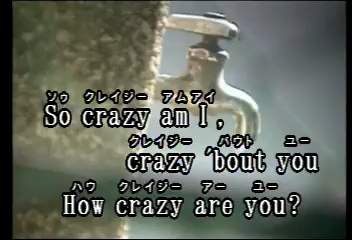 ソゥ クレイジー アム アイ
So crazy am I,
クレイジー バウト ユー
crazy 'bout you
ハウ クレイジー アー ユー
How crazy are you?